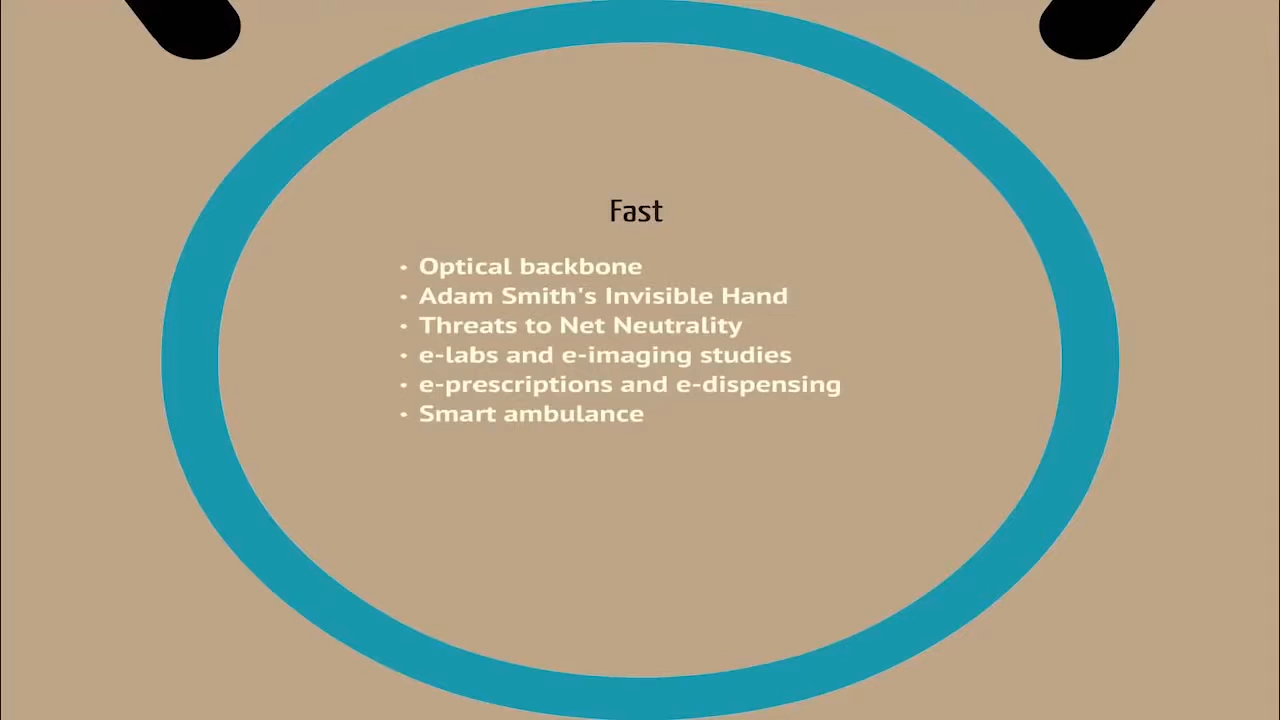 Fast
• Optical backbone
• Adam Smith's Invisible Hand
• Threats to Net Neutrality
• e-labs and e-imaging studies
• e-prescriptions and e-dispensing
• Smart ambulance